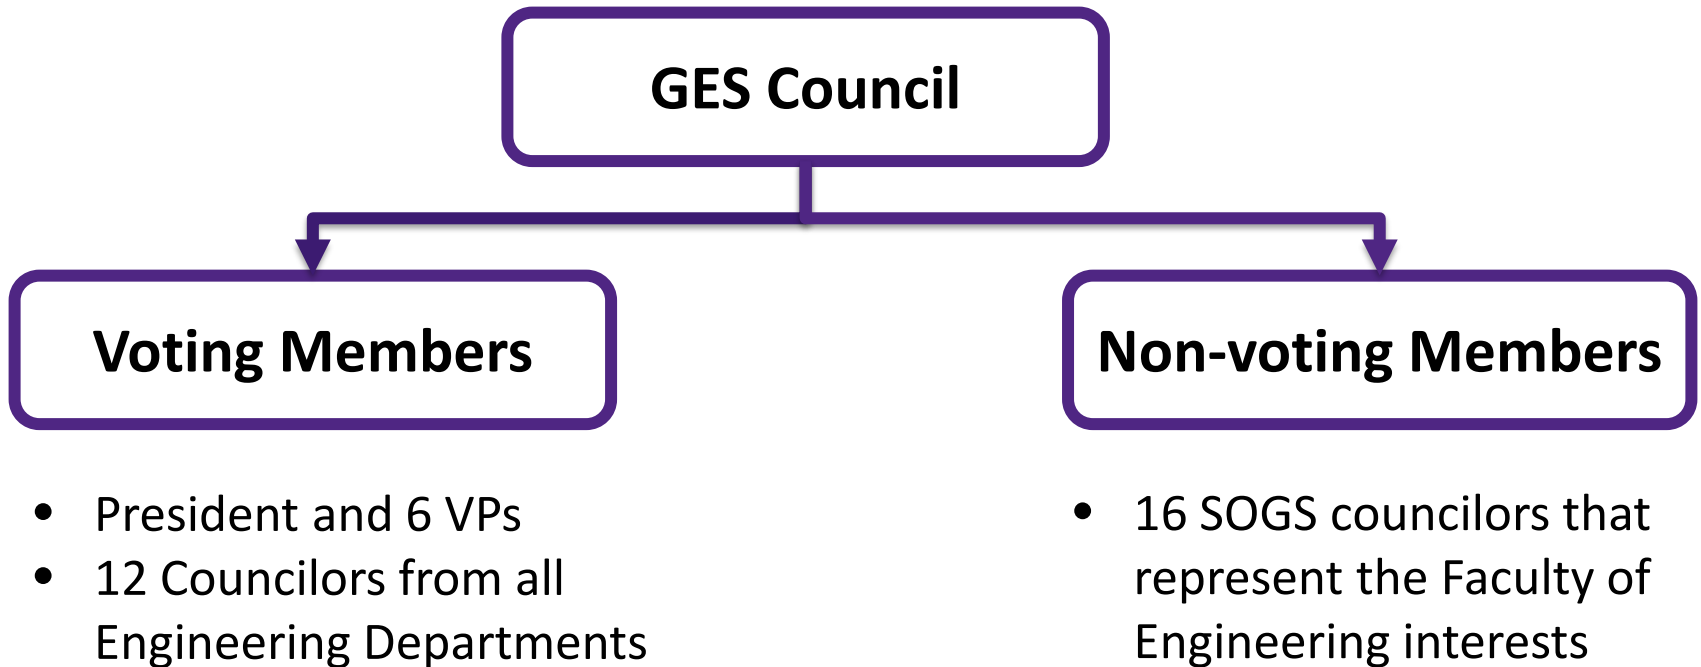 GES Council
Voting Members
Non-voting Members
• President and 6 VPs
• 12 Councilors from all
Engineering Departments
• 16 SOGS councilors that
represent the Faculty of
Engineering interests